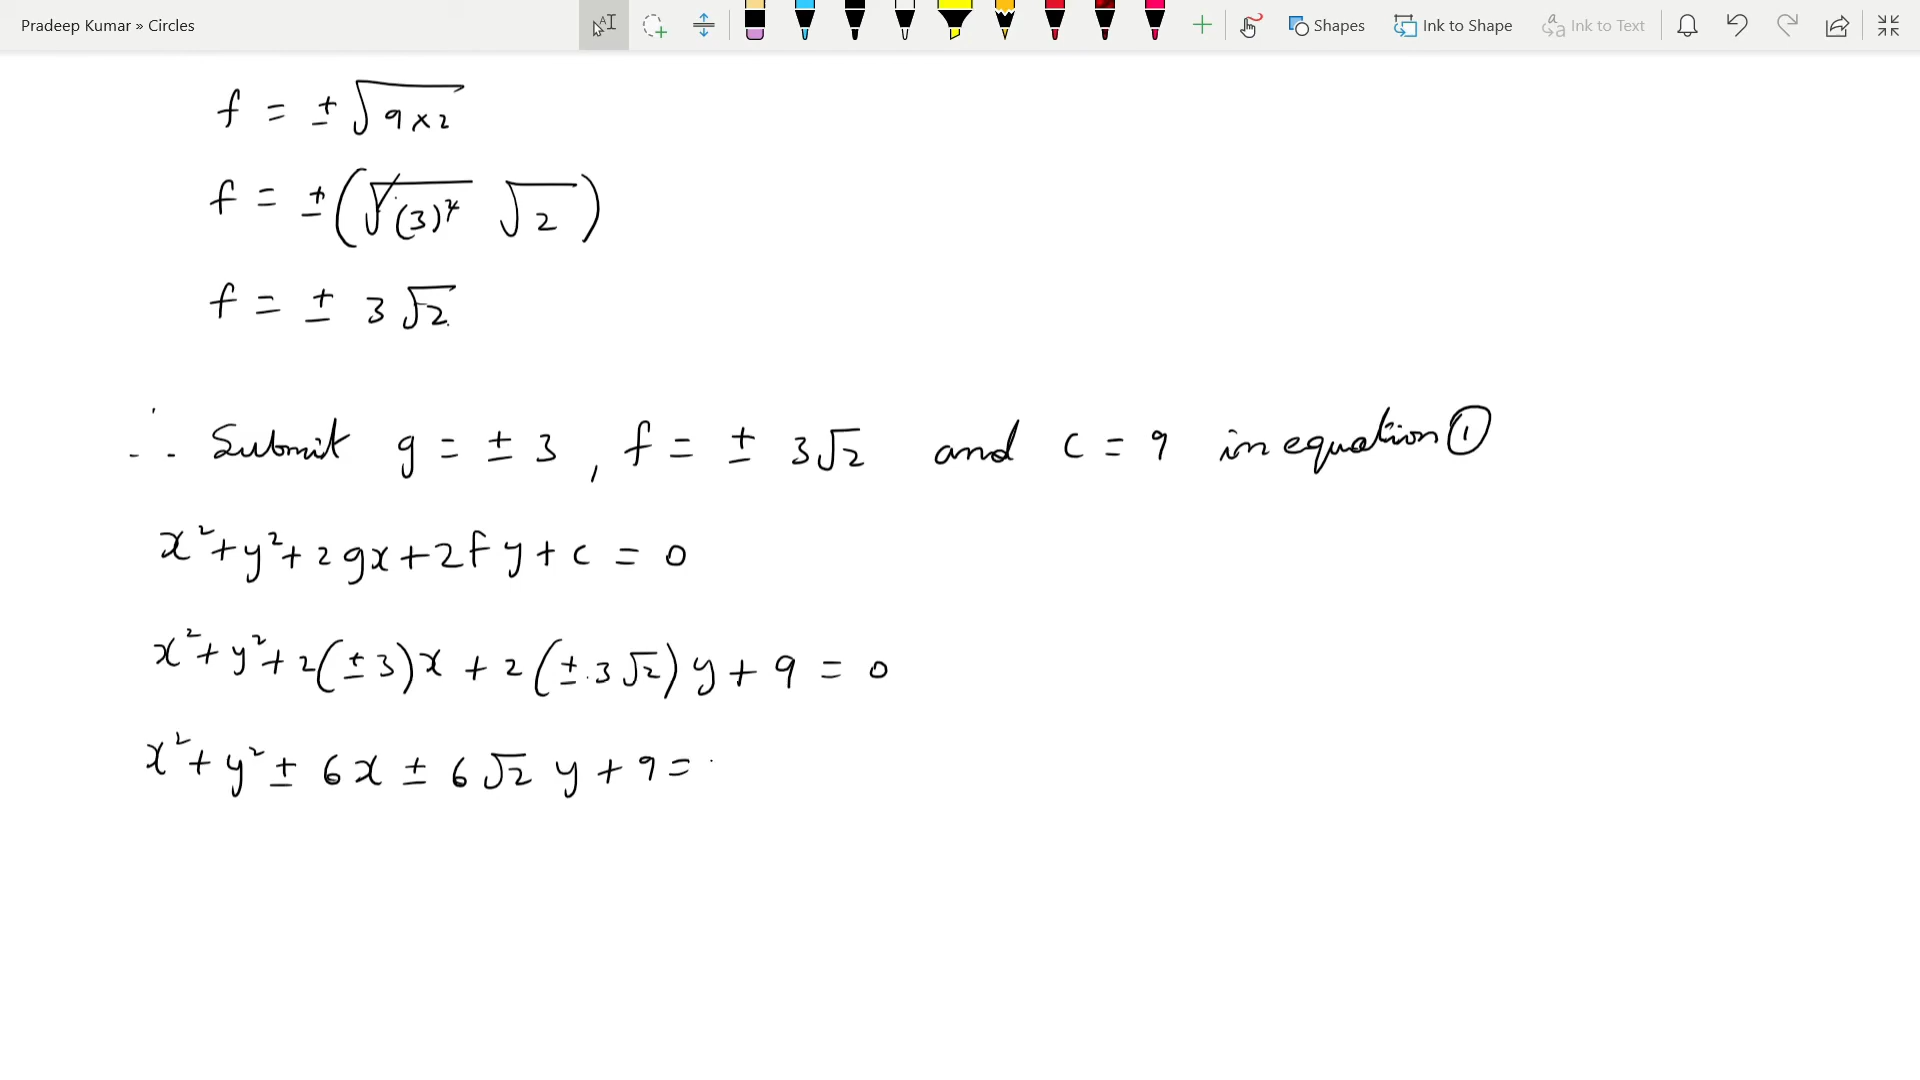 Pradeep Kumar » Circles Shapes Ink to Shape Ink to Text
f = ± √(9×2)
f = ± (√(3)² √2)
f = ± 3√2
∴ Submit g = ± 3, f = ± 3√2 and c = 9 in equation ①
x²+y²+2gx+2fy+c = 0
x²+y²+2(±3)x + 2(±3√2)y + 9 = 0
x²+y² ± 6x ± 6√2 y + 9 =